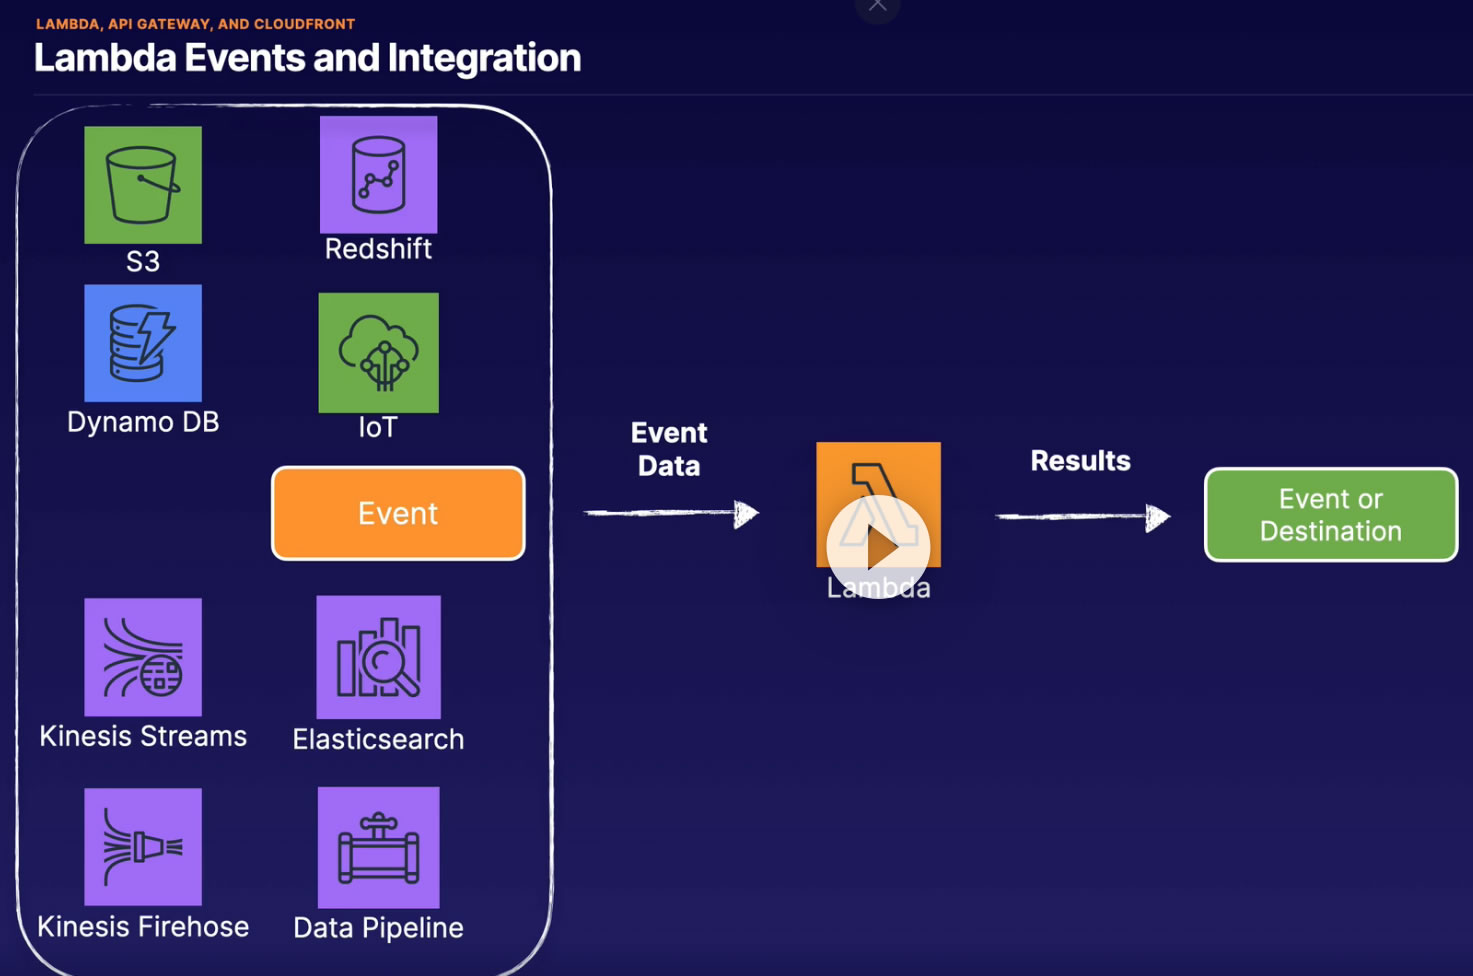 LAMBDA, API GATEWAY, AND CLOUDFRONT
Lambda Events and Integration
S3
Redshift
Dynamo DB
IoT
Event
Kinesis Streams
Elasticsearch
Kinesis Firehose
Data Pipeline
Event
Data
Lambda
Results
Event or
Destination